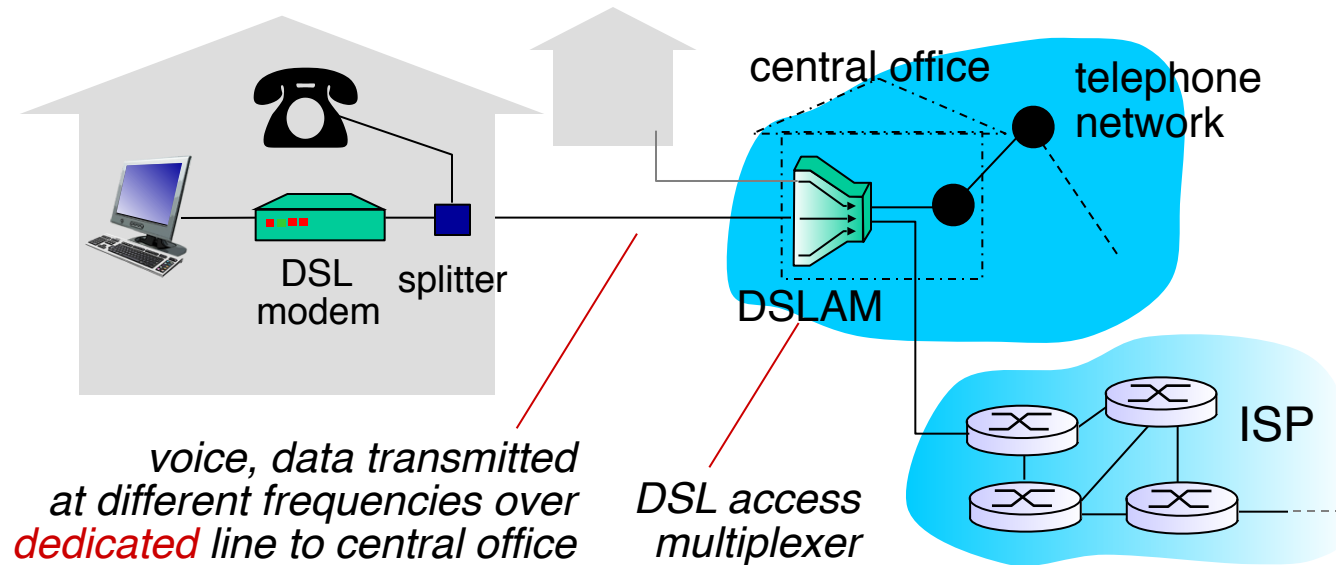 central office
telephone
network
DSL
modem
splitter
DSLAM
ISP
voice, data transmitted
at different frequencies over
dedicated line to central office
DSL access
multiplexer